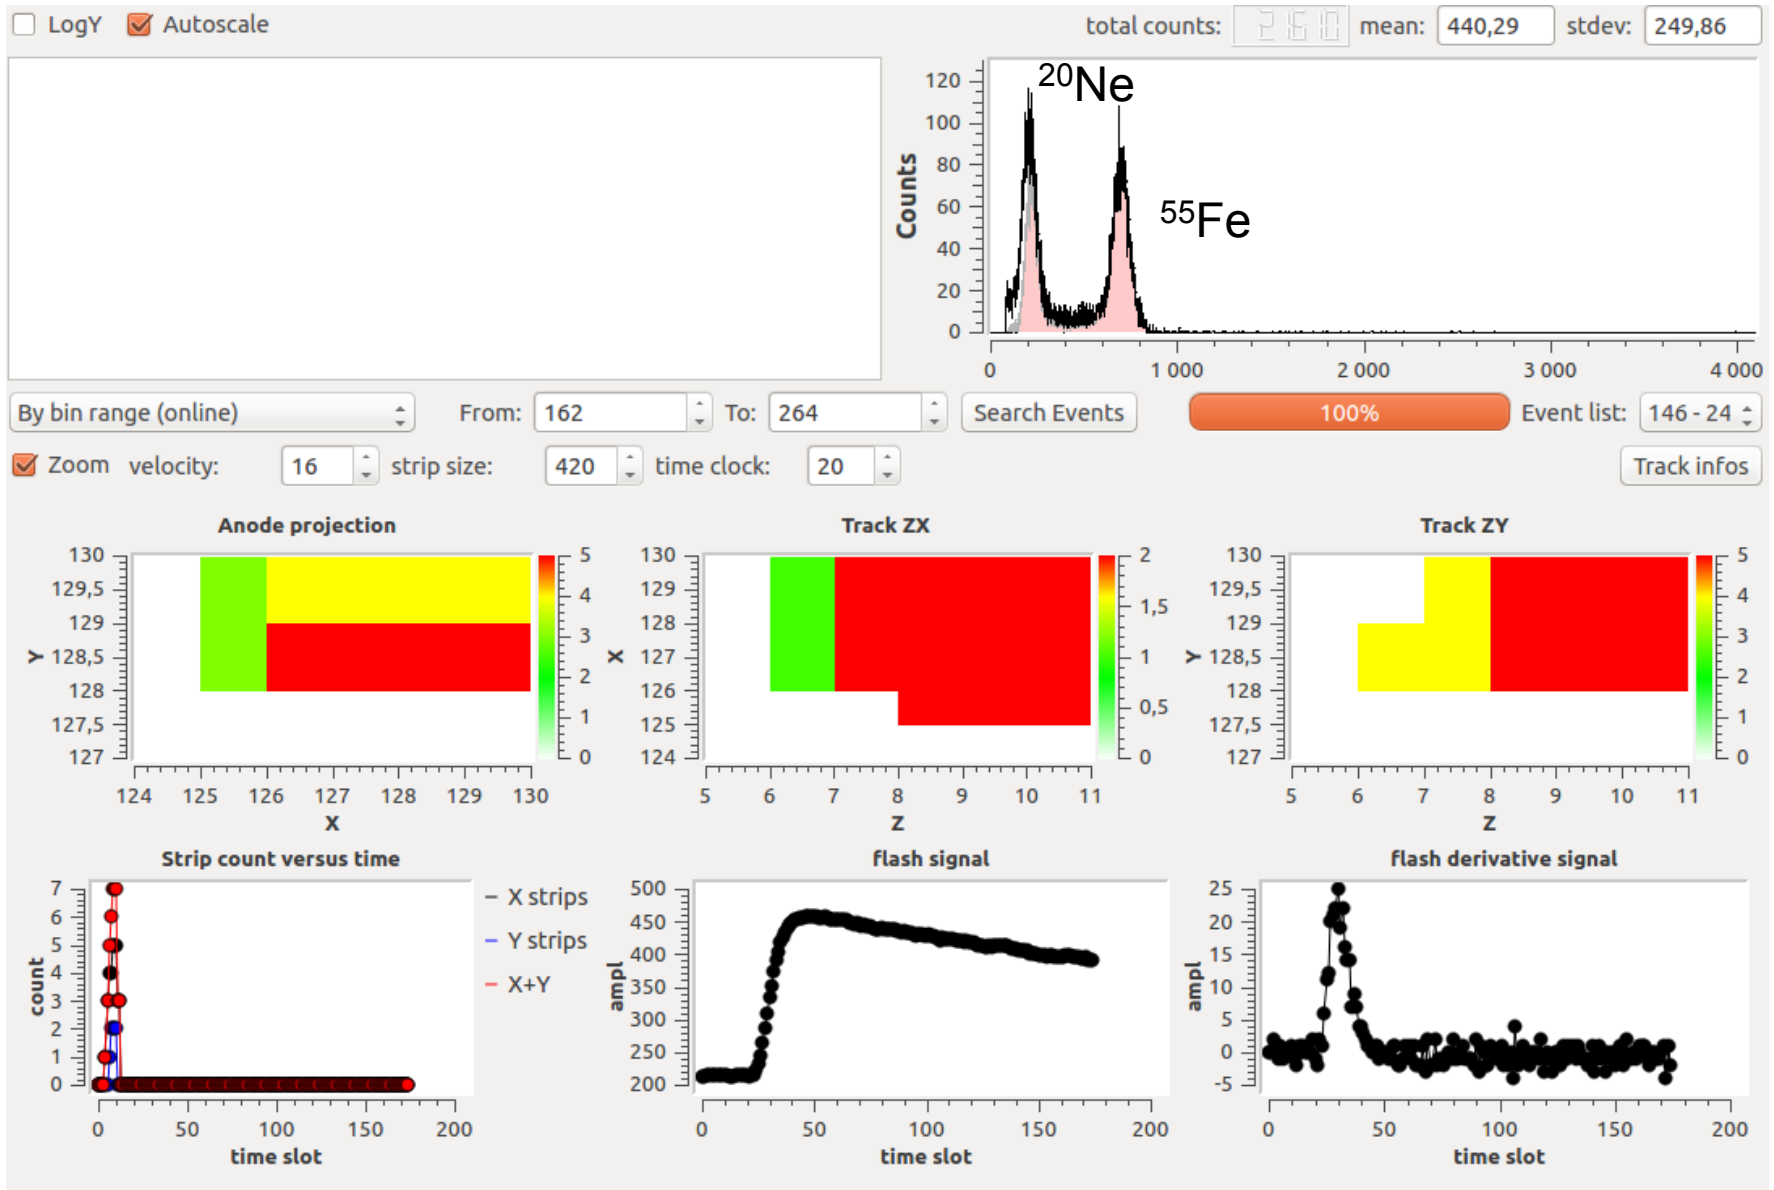 LogY Autoscale total counts: 2610 mean: 440,29 stdev: 249,86
20Ne
55Fe
Counts
120
100
80
60
40
20
0
0 1 000 2 000 3 000 4 000
By bin range (online) From: 162 To: 264 Search Events 100% Event list: 146 - 24
Zoom velocity: 16 strip size: 420 time clock: 20 Track infos
Anode projection
Y
130
129,5
129
128,5
128
127,5
127
124 125 126 127 128 129 130
X
5
4
3
2
1
0
Track ZX
X
130
129
128
127
126
125
124
5 6 7 8 9 10 11
Z
2
1,5
1
0,5
0
Track ZY
Y
130
129,5
129
128,5
128
127,5
127
5 6 7 8 9 10 11
Z
5
4
3
2
1
0
Strip count versus time
count
7
6
5
4
3
2
1
0
0 50 100 150 200
time slot
X strips
Y strips
X+Y
flash signal
ampl
500
450
400
350
300
250
200
0 50 100 150 200
time slot
flash derivative signal
ampl
25
20
15
10
5
0
-5
0 50 100 150 200
time slot